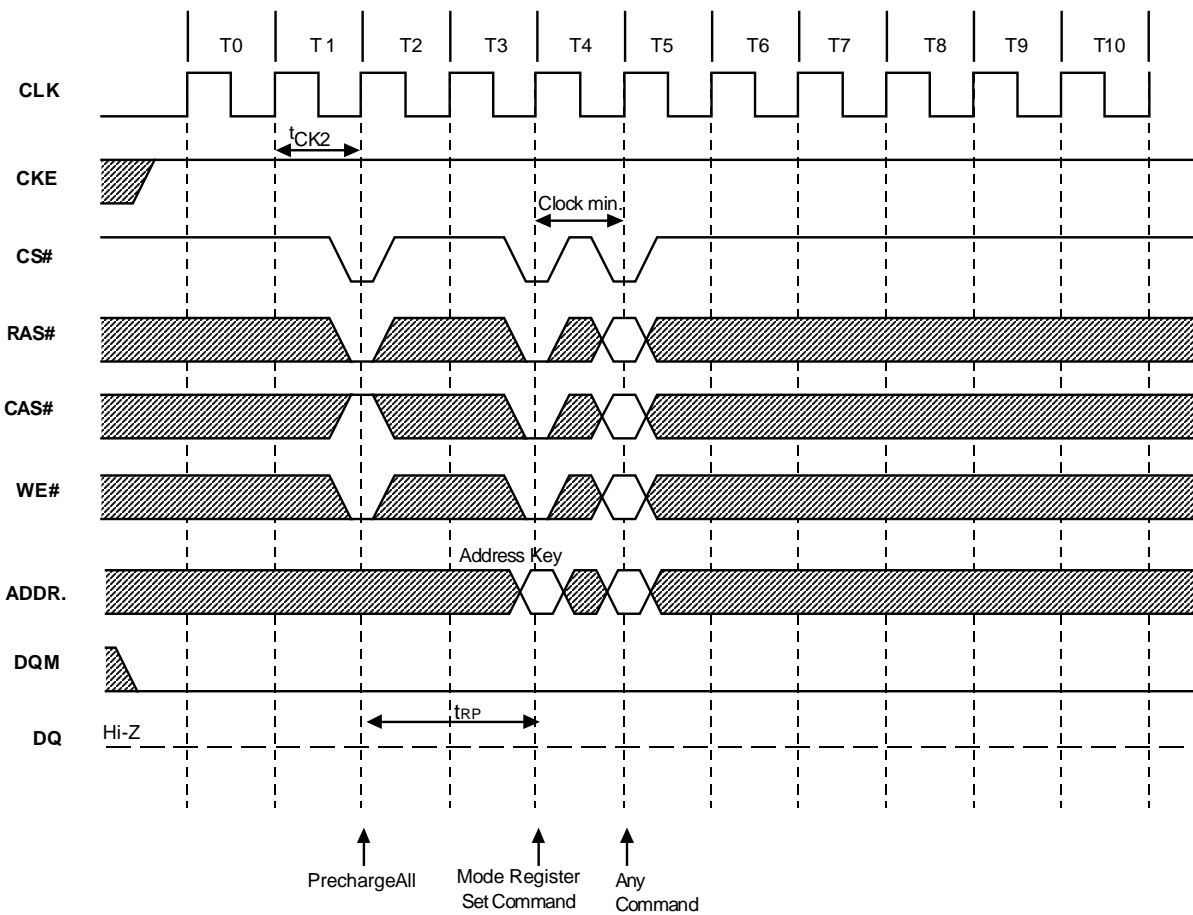 T0 T1 T2 T3 T4 T5 T6 T7 T8 T9 T10
CLK
tCK2
CKE
Clock min.
CS#
RAS#
CAS#
WE#
Address Key
ADDR.
DQM
tRP
DQ Hi-Z
PrechargeAll
Mode Register
Set Command
Any
Command